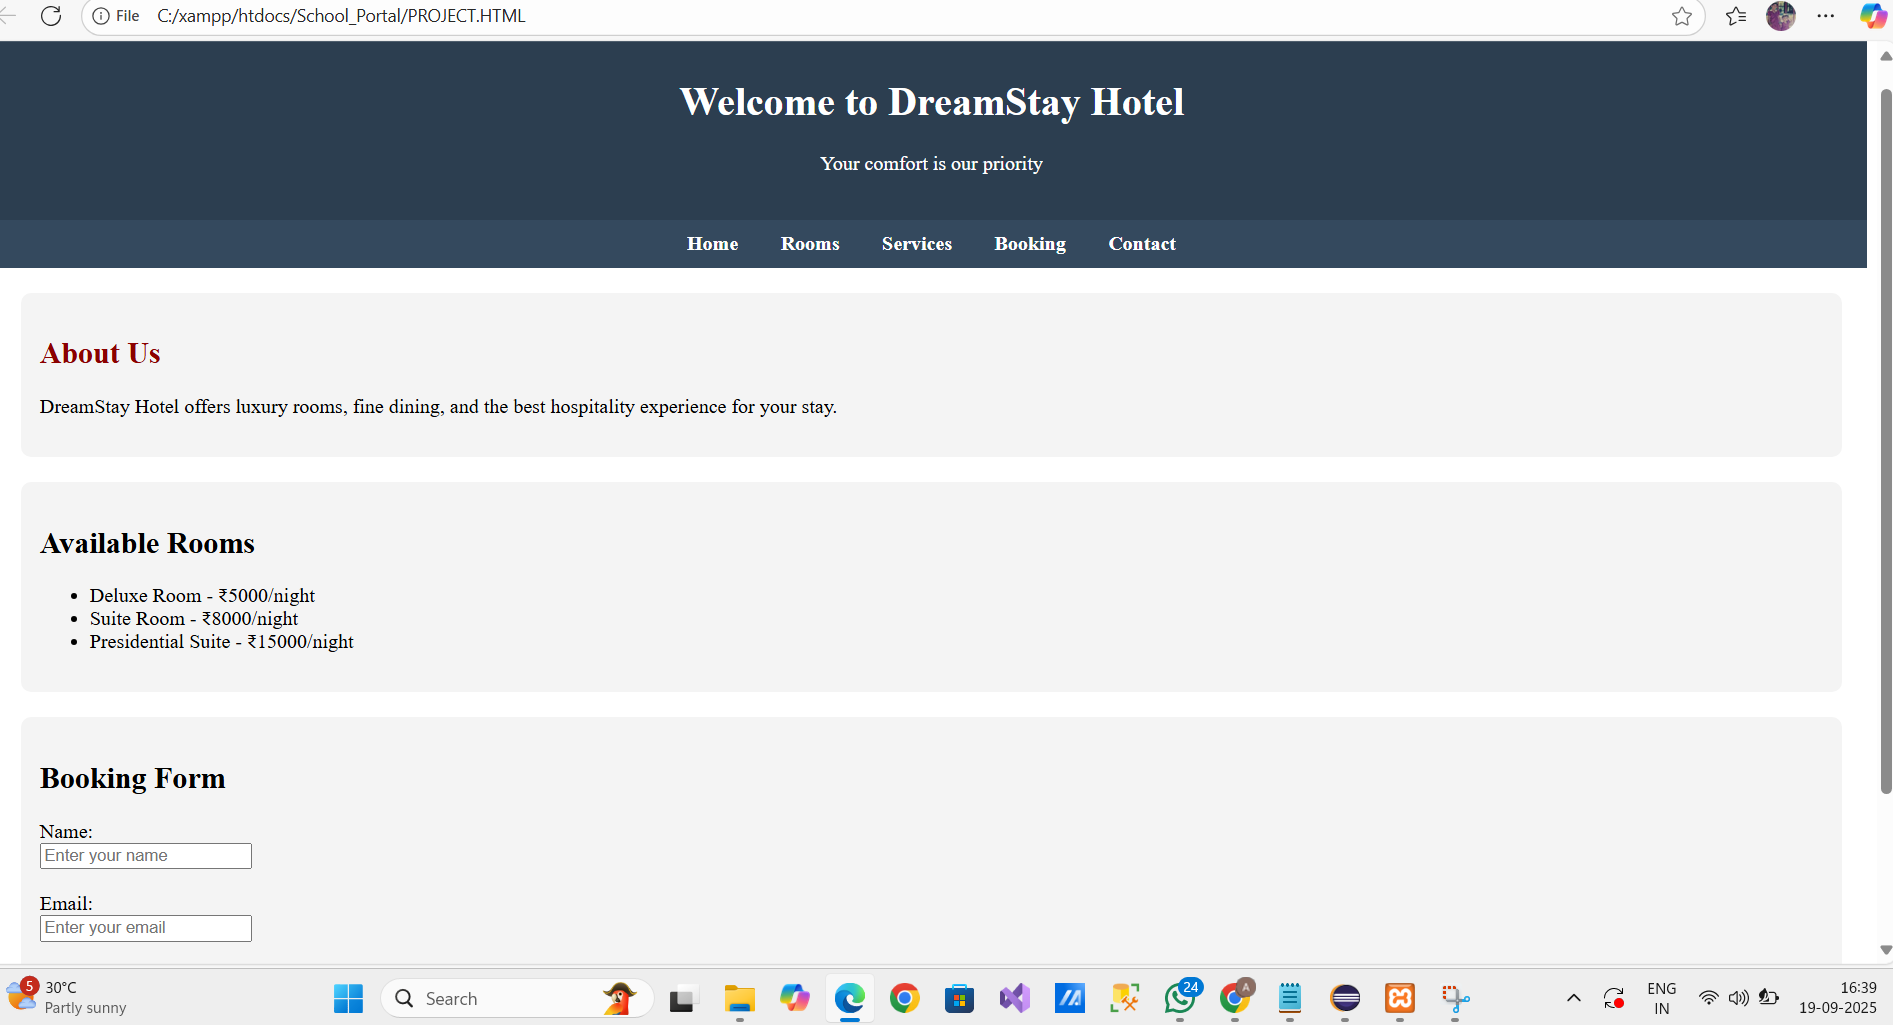 File C:/xampp/htdocs/School_Portal/PROJECT.HTML
Welcome to DreamStay Hotel
Your comfort is our priority
Home Rooms Services Booking Contact
About Us
DreamStay Hotel offers luxury rooms, fine dining, and the best hospitality experience for your stay.
Available Rooms
• Deluxe Room - ₹5000/night
• Suite Room - ₹8000/night
• Presidential Suite - ₹15000/night
Booking Form
Name:
Enter your name
Email:
Enter your email
5 30°C
Partly sunny
Search
24
A
ENG
IN
16:39
19-09-2025